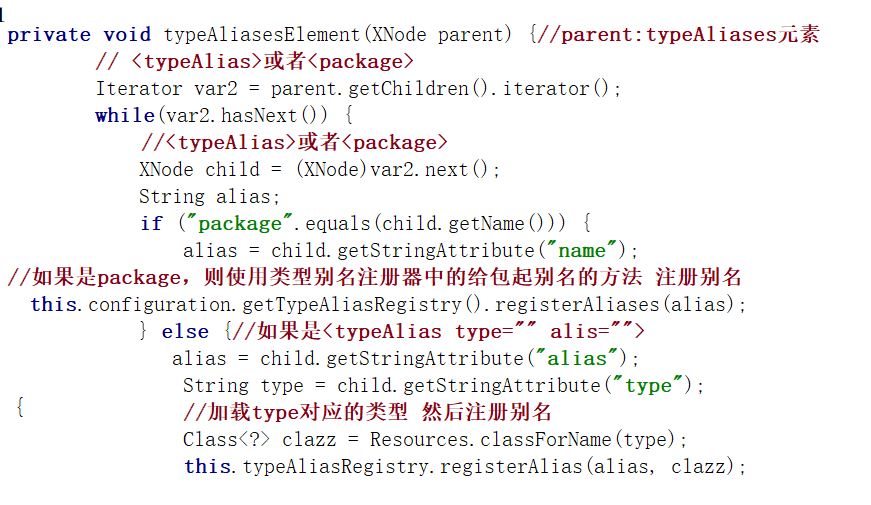 1
private void typeAliasesElement(XNode parent) {//parent:typeAliases元素
// <typeAlias>或者<package>
Iterator var2 = parent.getChildren().iterator();
while(var2.hasNext()) {
//<typeAlias>或者<package>
XNode child = (XNode)var2.next();
String alias;
if ("package".equals(child.getName())) {
alias = child.getStringAttribute("name");
//如果是package，则使用类型别名注册器中的给包起别名的方法 注册别名
this.configuration.getTypeAliasRegistry().registerAliases(alias);
} else {//如果是<typeAlias type="" alis="">
alias = child.getStringAttribute("alias");
String type = child.getStringAttribute("type");
{ //加载type对应的类型 然后注册别名
Class<?> clazz = Resources.classForName(type);
this.typeAliasRegistry.registerAlias(alias, clazz);